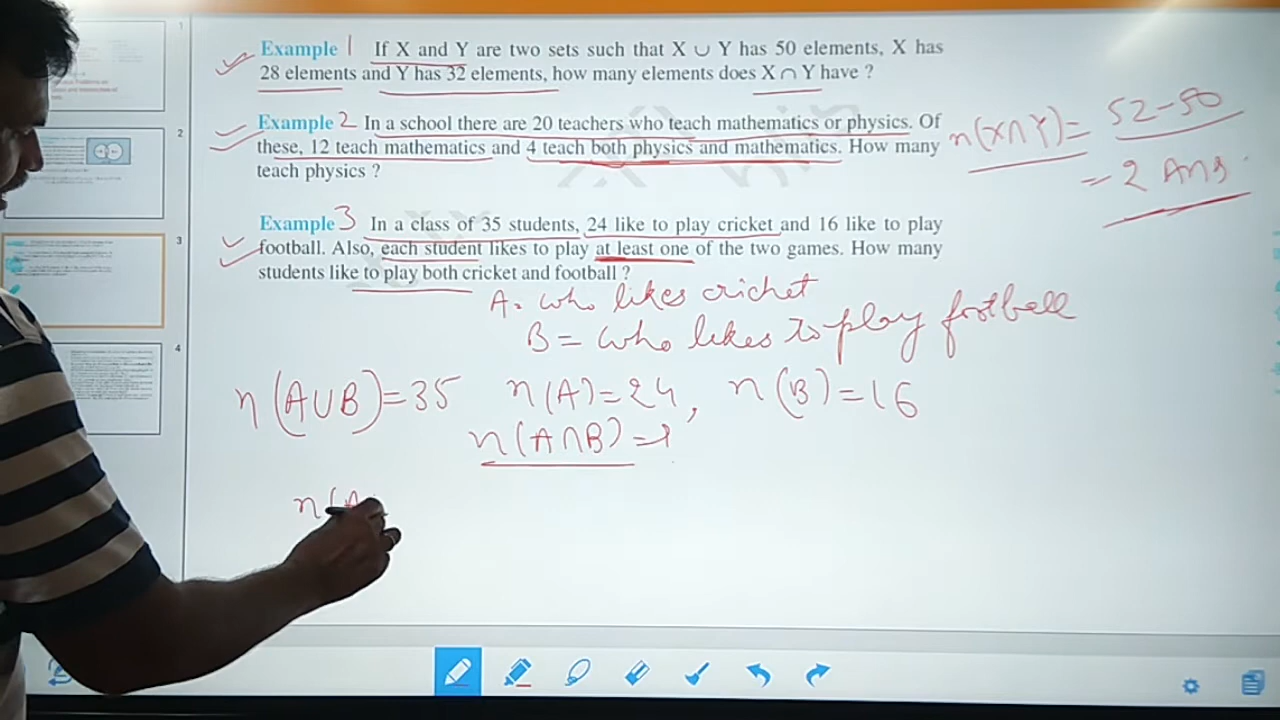 Example 1 If X and Y are two sets such that X ∪ Y has 50 elements, X has
28 elements and Y has 32 elements, how many elements does X ∩ Y have ?
Example 2 In a school there are 20 teachers who teach mathematics or physics. Of
these, 12 teach mathematics and 4 teach both physics and mathematics. How many
teach physics ?
n(X∩Y)= 52-50
= 2 Ans
Example 3 In a class of 35 students, 24 like to play cricket and 16 like to play
football. Also, each student likes to play at least one of the two games. How many
students like to play both cricket and football ?
A= who likes cricket
B= who likes to play football
n(A∪B)=35 n(A)=24, n(B)=16
n(A∩B)=?
n(A
1
2
3
4